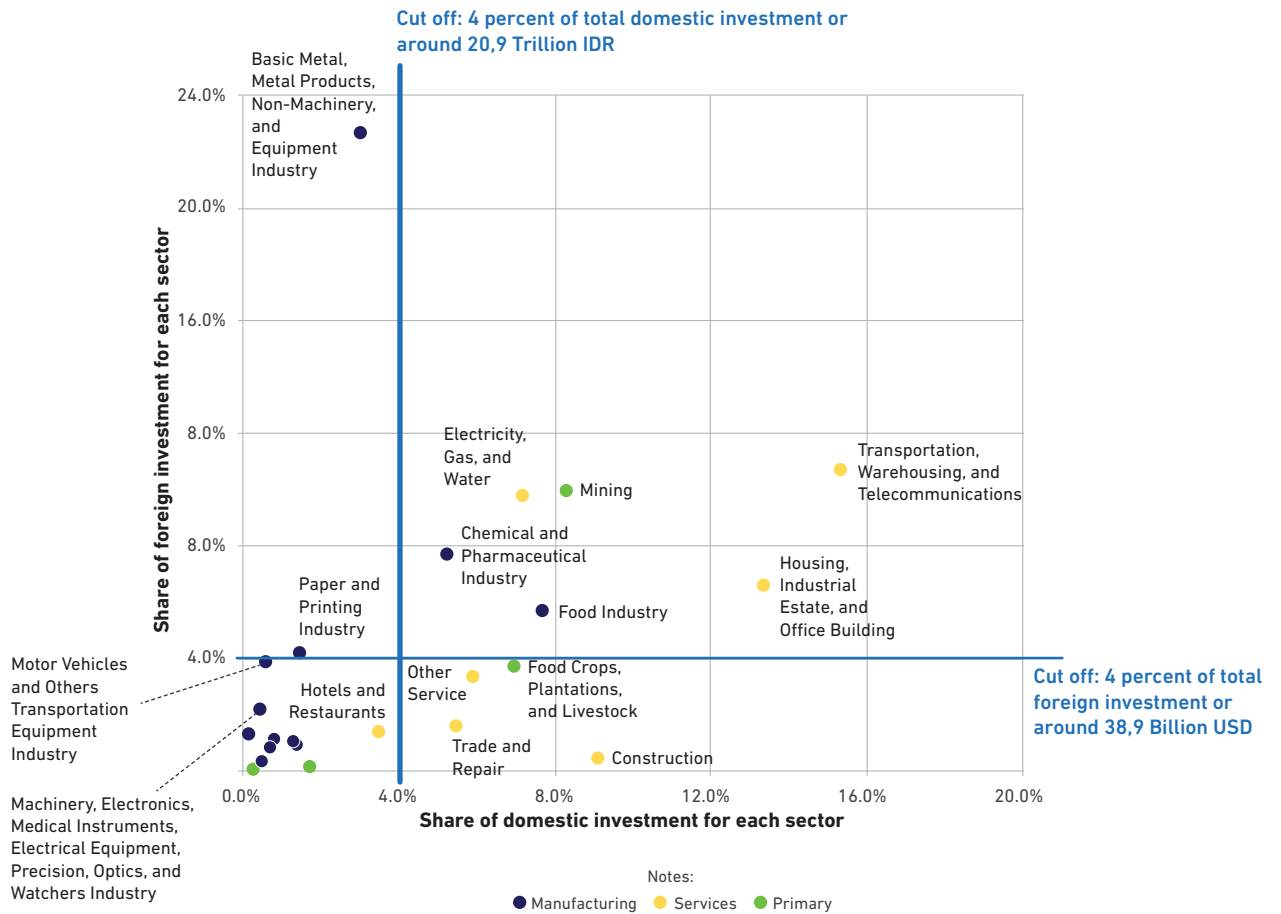 Cut off: 4 percent of total domestic investment or
around 20,9 Trillion IDR
Basic Metal,
Metal Products,
Non-Machinery,
and
Equipment
Industry
24.0%
20.0%
16.0%
8.0%
8.0%
4.0%
Share of foreign investment for each sector
Electricity,
Gas, and
Water
Mining
Transportation,
Warehousing, and
Telecommunications
Chemical and
Pharmaceutical
Industry
Housing,
Industrial
Estate, and
Office Building
Food Industry
Paper and
Printing
Industry
Motor Vehicles
and Others
Transportation
Equipment
Industry
Other
Service
Food Crops,
Plantations,
and Livestock
Cut off: 4 percent of total
foreign investment or
around 38,9 Billion USD
Hotels and
Restaurants
Trade and
Repair
Construction
Machinery, Electronics,
Medical Instruments,
Electrical Equipment,
Precision, Optics, and
Watchers Industry
0.0%
4.0%
8.0%
12.0%
16.0%
20.0%
Share of domestic investment for each sector
Notes:
Manufacturing
Services
Primary